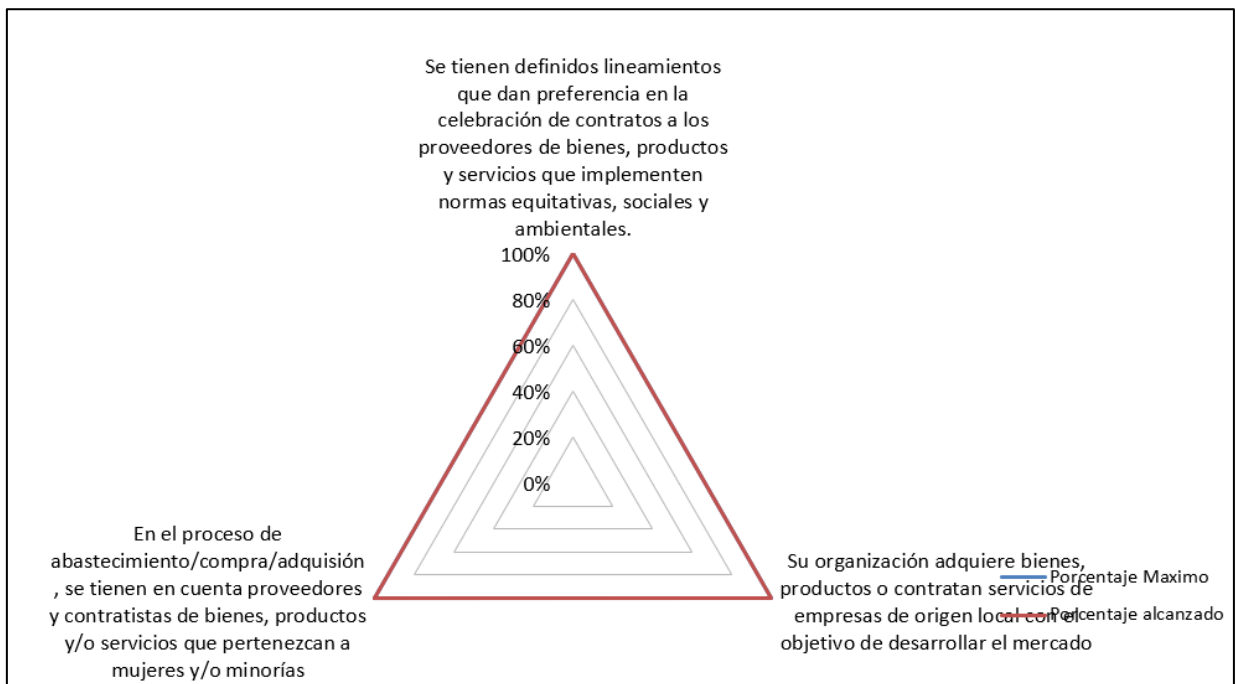 Se tienen definidos lineamientos
que dan preferencia en la
celebración de contratos a los
proveedores de bienes, productos
y servicios que implementen
normas equitativas, sociales y
ambientales.
100%
80%
60%
40%
20%
0%
En el proceso de
abastecimiento/compra/adquisión
, se tienen en cuenta proveedores
y contratistas de bienes, productos
y/o servicios que pertenezcan a
mujeres y/o minorías
Su organización adquiere bienes,
productos o contratan servicios de
empresas de origen local con el
objetivo de desarrollar el mercado
Porcentaje Maximo
Porcentaje alcanzado